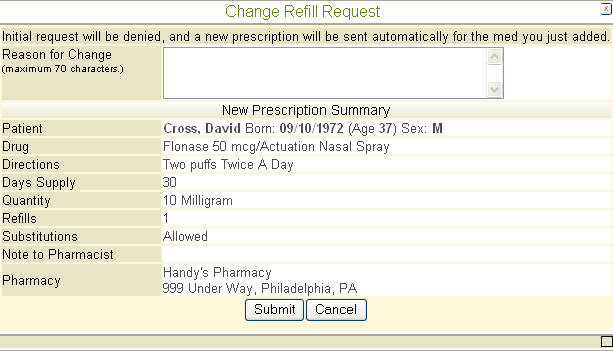 Change Refill Request
x
Initial request will be denied, and a new prescription will be sent automatically for the med you just added.
Reason for Change
(maximum 70 characters.)
New Prescription Summary
Patient Cross, David Born: 09/10/1972 (Age 37) Sex: M
Drug Flonase 50 mcg/Actuation Nasal Spray
Directions Two puffs Twice A Day
Days Supply 30
Quantity 10 Milligram
Refills 1
Substitutions Allowed
Note to Pharmacist
Pharmacy Handy's Pharmacy
999 Under Way, Philadelphia, PA
Submit Cancel